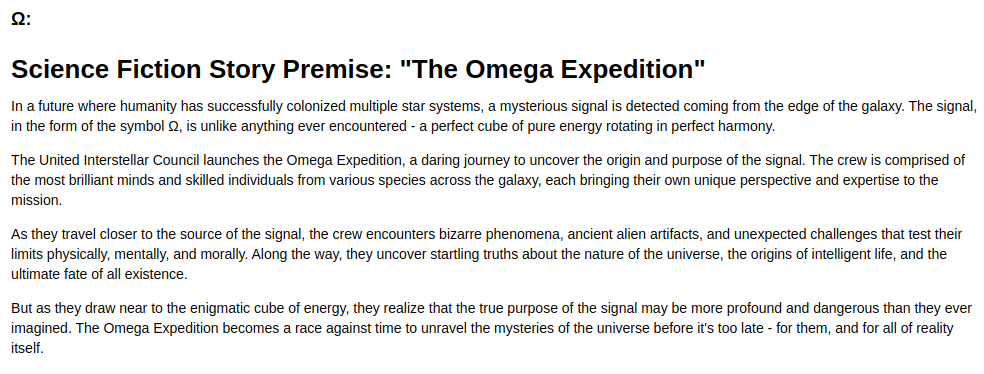 Ω:
Science Fiction Story Premise: "The Omega Expedition"
In a future where humanity has successfully colonized multiple star systems, a mysterious signal is detected coming from the edge of the galaxy. The signal,
in the form of the symbol Ω, is unlike anything ever encountered - a perfect cube of pure energy rotating in perfect harmony.
The United Interstellar Council launches the Omega Expedition, a daring journey to uncover the origin and purpose of the signal. The crew is comprised of
the most brilliant minds and skilled individuals from various species across the galaxy, each bringing their own unique perspective and expertise to the
mission.
As they travel closer to the source of the signal, the crew encounters bizarre phenomena, ancient alien artifacts, and unexpected challenges that test their
limits physically, mentally, and morally. Along the way, they uncover startling truths about the nature of the universe, the origins of intelligent life, and the
ultimate fate of all existence.
But as they draw near to the enigmatic cube of energy, they realize that the true purpose of the signal may be more profound and dangerous than they ever
imagined. The Omega Expedition becomes a race against time to unravel the mysteries of the universe before it's too late - for them, and for all of reality
itself.